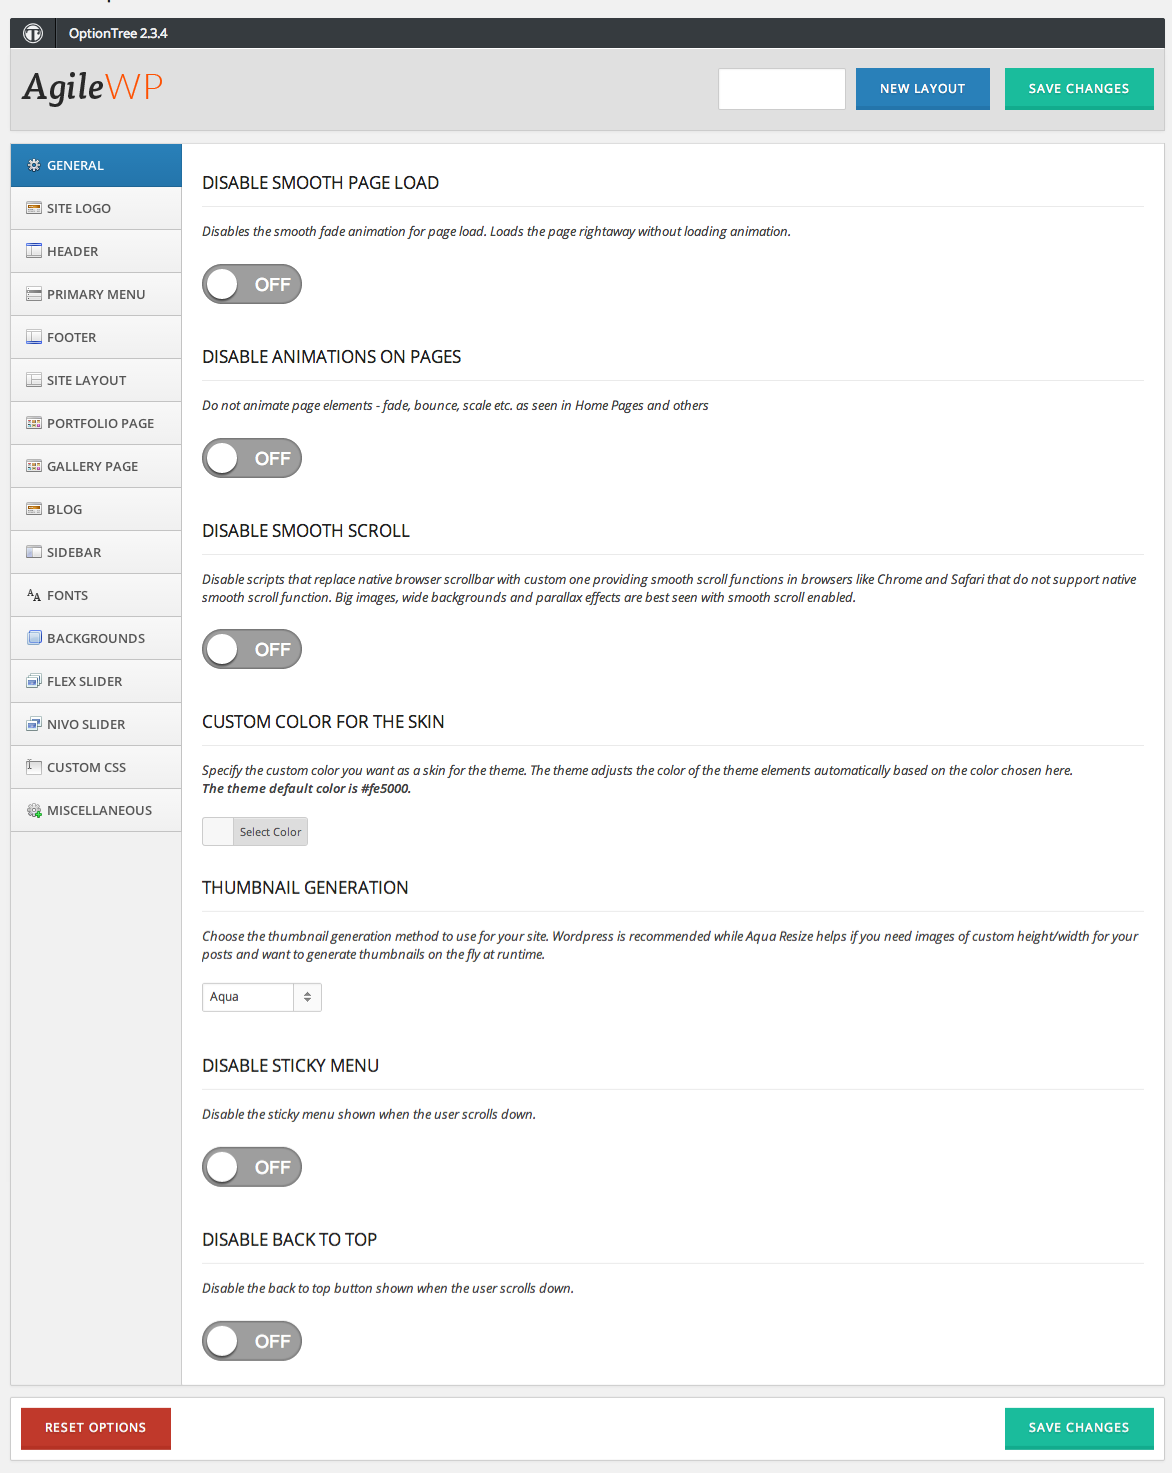 OptionTree 2.3.4
AgileWP
NEW LAYOUT
SAVE CHANGES
GENERAL
SITE LOGO
HEADER
PRIMARY MENU
FOOTER
SITE LAYOUT
PORTFOLIO PAGE
GALLERY PAGE
BLOG
SIDEBAR
FONTS
BACKGROUNDS
FLEX SLIDER
NIVO SLIDER
CUSTOM CSS
MISCELLANEOUS
DISABLE SMOOTH PAGE LOAD
Disables the smooth fade animation for page load. Loads the page rightaway without loading animation.
OFF
DISABLE ANIMATIONS ON PAGES
Do not animate page elements - fade, bounce, scale etc. as seen in Home Pages and others
OFF
DISABLE SMOOTH SCROLL
Disable scripts that replace native browser scrollbar with custom one providing smooth scroll functions in browsers like Chrome and Safari that do not support native
smooth scroll function. Big images, wide backgrounds and parallax effects are best seen with smooth scroll enabled.
OFF
CUSTOM COLOR FOR THE SKIN
Specify the custom color you want as a skin for the theme. The theme adjusts the color of the theme elements automatically based on the color chosen here.
The theme default color is #fe5000.
Select Color
THUMBNAIL GENERATION
Choose the thumbnail generation method to use for your site. Wordpress is recommended while Aqua Resize helps if you need images of custom height/width for your
posts and want to generate thumbnails on the fly at runtime.
Aqua
DISABLE STICKY MENU
Disable the sticky menu shown when the user scrolls down.
OFF
DISABLE BACK TO TOP
Disable the back to top button shown when the user scrolls down.
OFF
RESET OPTIONS
SAVE CHANGES